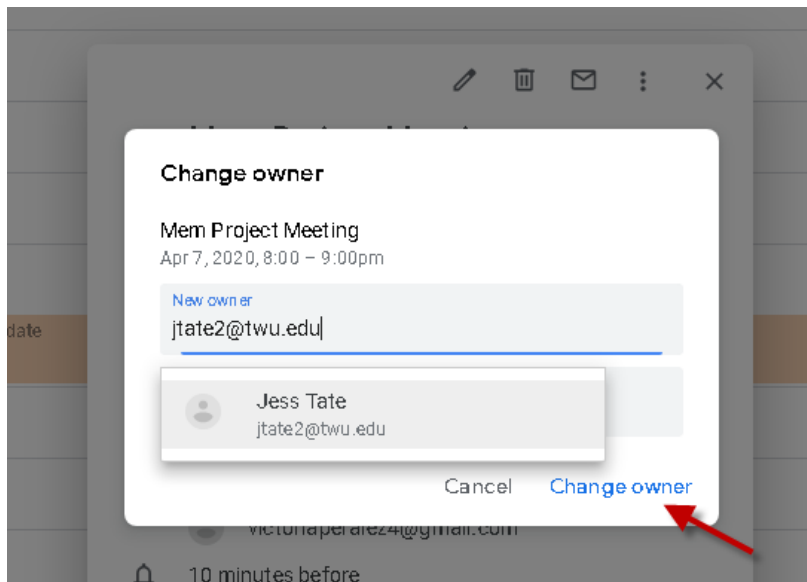 Change owner
Mem Project Meeting
Apr 7, 2020, 8:00 – 9:00pm
New owner
jtate2@twu.edu
date
Jess Tate
jtate2@twu.edu
Cancel Change owner
10 minutes before